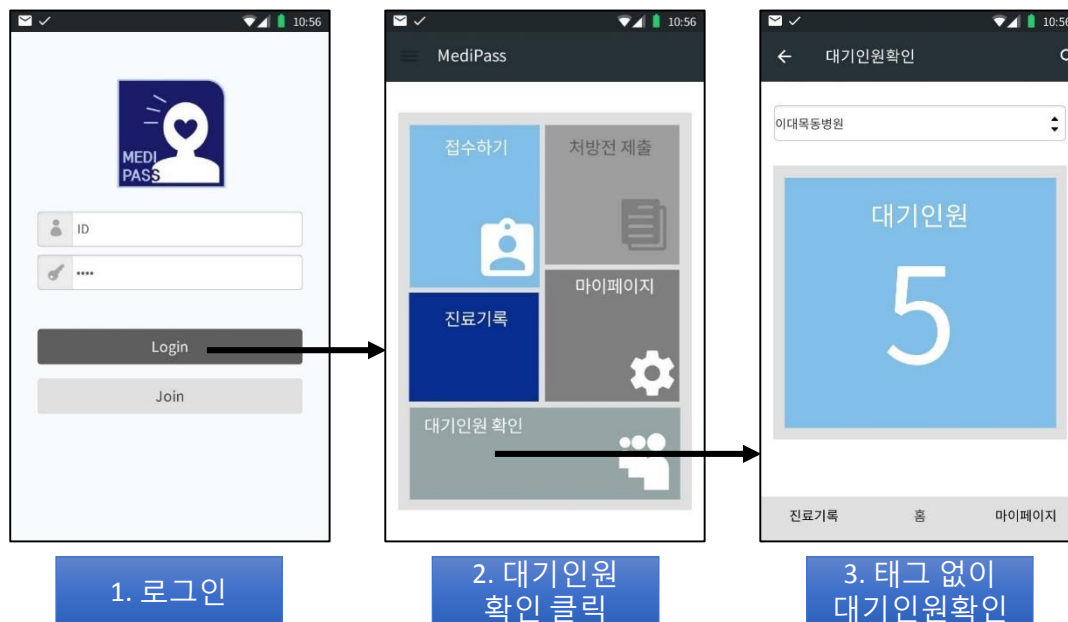 10:56
MEDI
PASS
ID
Login
Join
1. 로그인
10:56
MediPass
접수하기
처방전 제출
진료기록
마이페이지
대기인원 확인
2. 대기인원
확인 클릭
10:56
대기인원확인
이대목동병원
대기인원
5
진료기록 홈 마이페이지
3. 태그 없이
대기인원확인